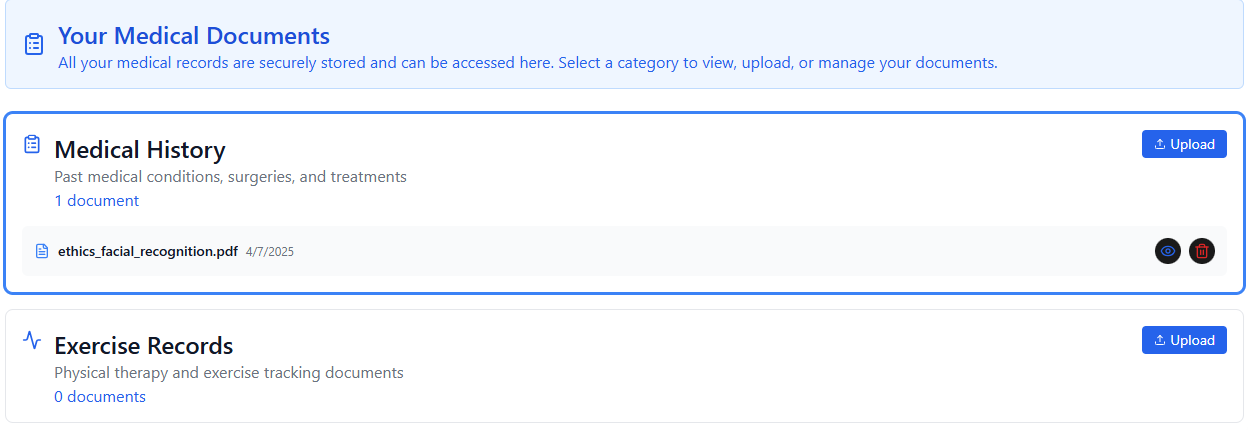 Your Medical Documents
All your medical records are securely stored and can be accessed here. Select a category to view, upload, or manage your documents.
Medical History
Upload
Past medical conditions, surgeries, and treatments
1 document
ethics_facial_recognition.pdf 4/7/2025
Exercise Records
Upload
Physical therapy and exercise tracking documents
0 documents